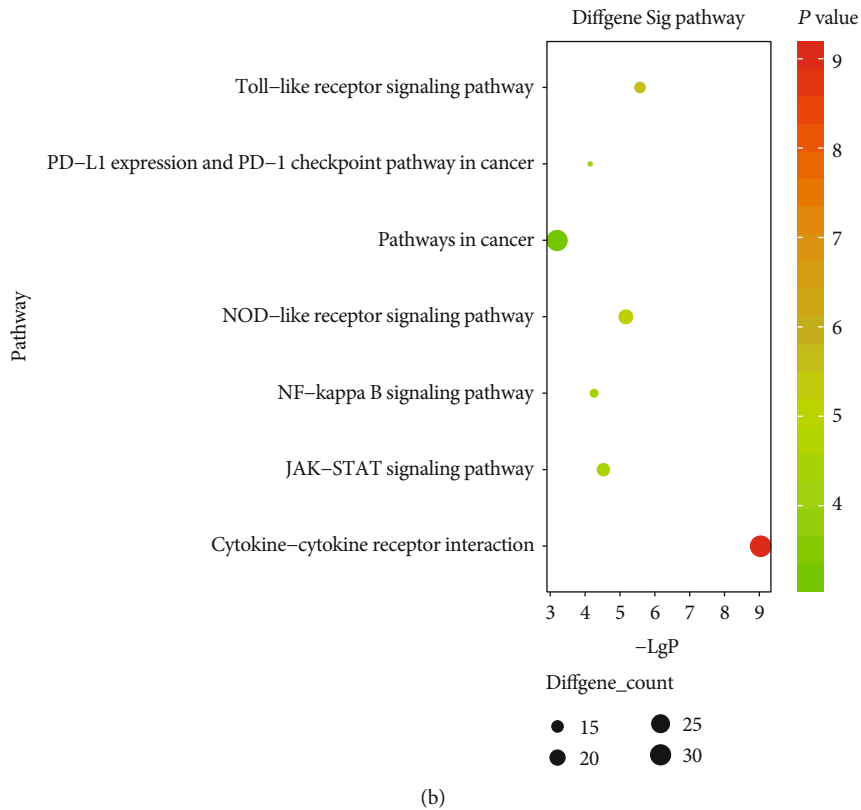 Diffgene Sig pathway
P value
Toll−like receptor signaling pathway
PD−L1 expression and PD−1 checkpoint pathway in cancer
Pathways in cancer
NOD−like receptor signaling pathway
NF−kappa B signaling pathway
JAK−STAT signaling pathway
Cytokine−cytokine receptor interaction
Pathway
9
8
7
6
5
4
3 4 5 6 7 8 9
−LgP
Diffgene_count
15 25
20 30
(b)